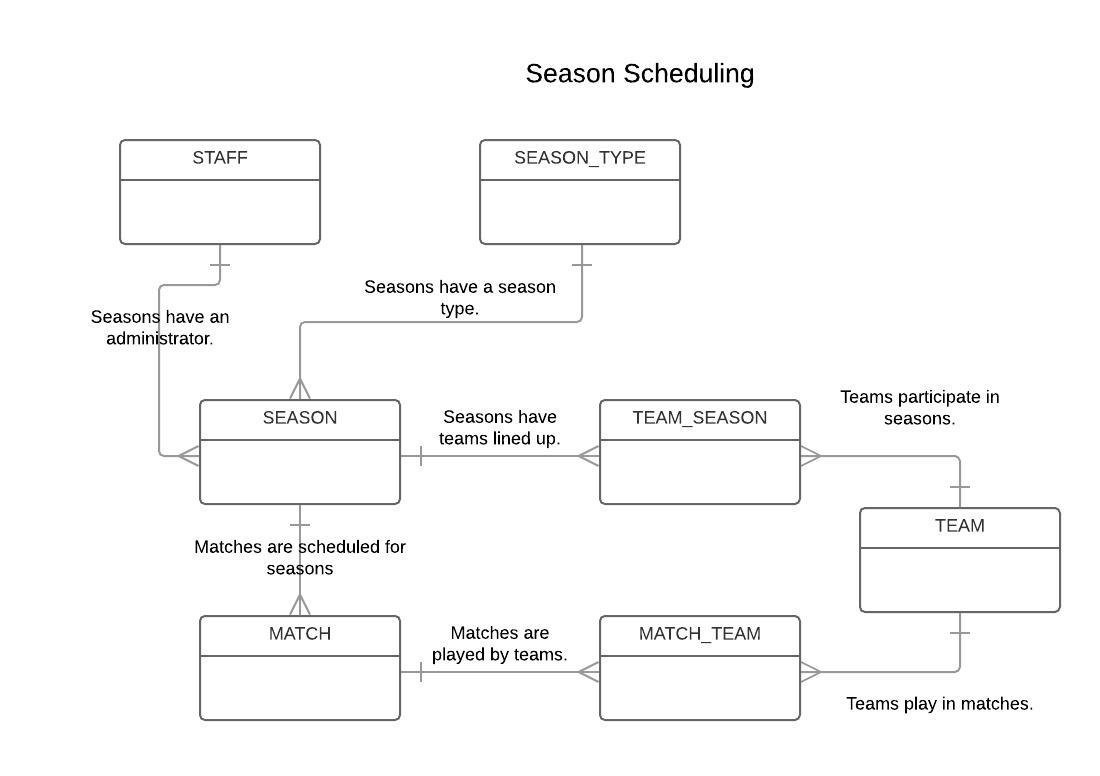 Season Scheduling
STAFF
SEASON_TYPE
Seasons have a season
type.
Seasons have an
administrator.
SEASON
Seasons have
teams lined up.
TEAM_SEASON
Teams participate in
seasons.
TEAM
Matches are scheduled for
seasons
MATCH
Matches are
played by teams.
MATCH_TEAM
Teams play in matches.